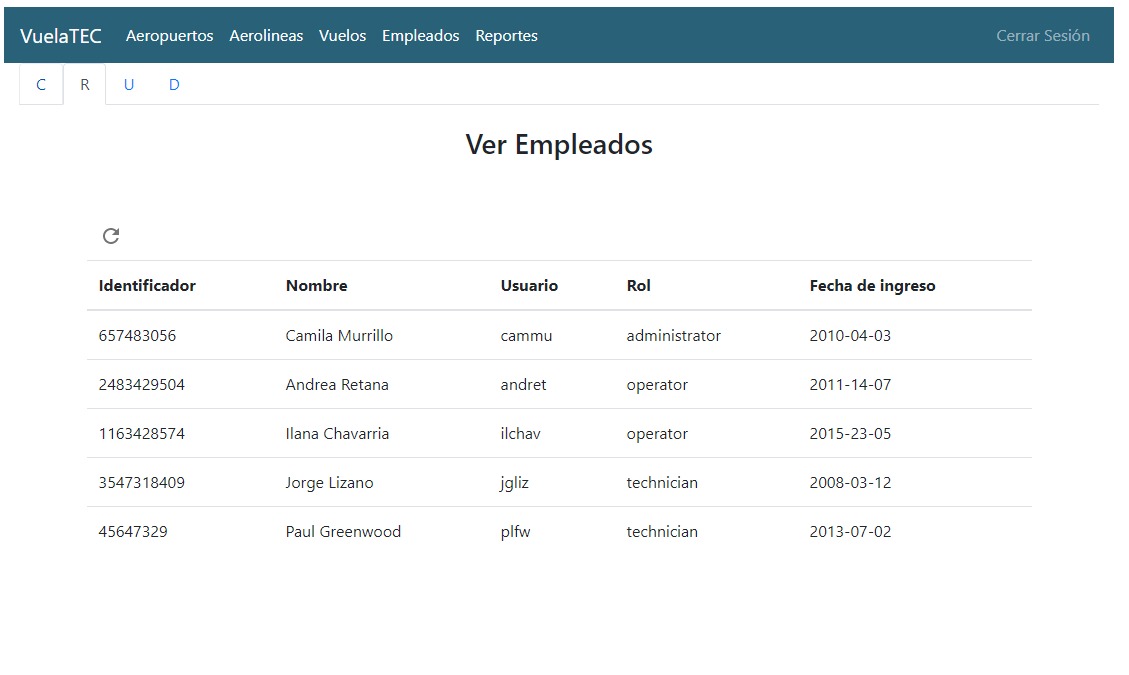 VuelaTEC Aeropuertos Aerolineas Vuelos Empleados Reportes Cerrar Sesión
C R U D
Ver Empleados
Identificador Nombre Usuario Rol Fecha de ingreso
657483056 Camila Murrillo cammu administrator 2010-04-03
2483429504 Andrea Retana andret operator 2011-14-07
1163428574 Ilana Chavarria ilchav operator 2015-23-05
3547318409 Jorge Lizano jgliz technician 2008-03-12
45647329 Paul Greenwood plfw technician 2013-07-02